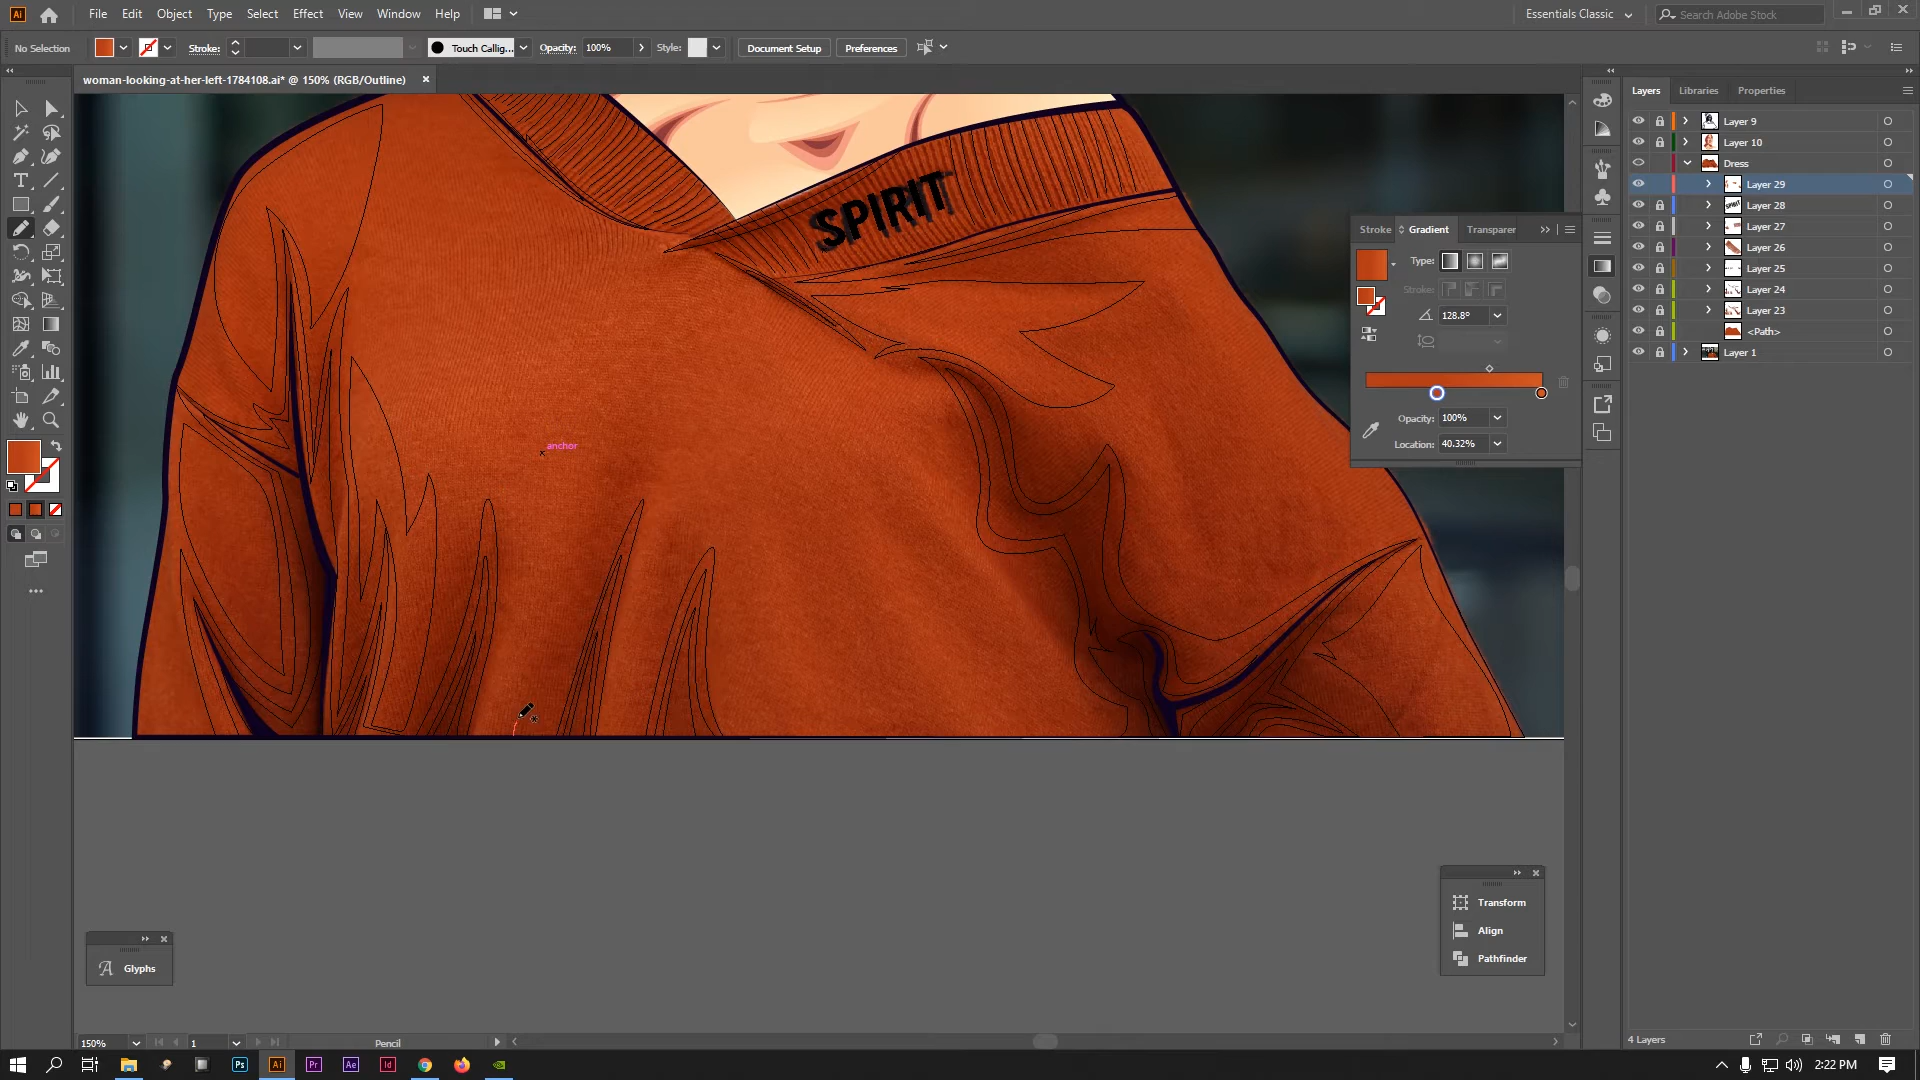 File Edit Object Type Select Effect View Window Help
Essentials Classic
Search Adobe Stock
No Selection
Stroke:
Touch Callig...
Opacity: 100%
Style:
Document Setup
Preferences
woman-looking-at-her-left-1784108.ai* @ 150% (RGB/Outline)
Layers Libraries Properties
Layer 9
Layer 10
Dress
Layer 29
Layer 28
Layer 27
Layer 26
Layer 25
Layer 24
Layer 23
<Path>
Layer 1
SPIRIT
Stroke Gradient Transparer
Type:
Stroke:
128.8°
Opacity: 100%
Location: 40.32%
anchor
Transform
Align
Pathfinder
Glyphs
150%
1
Pencil
4 Layers
2:22 PM